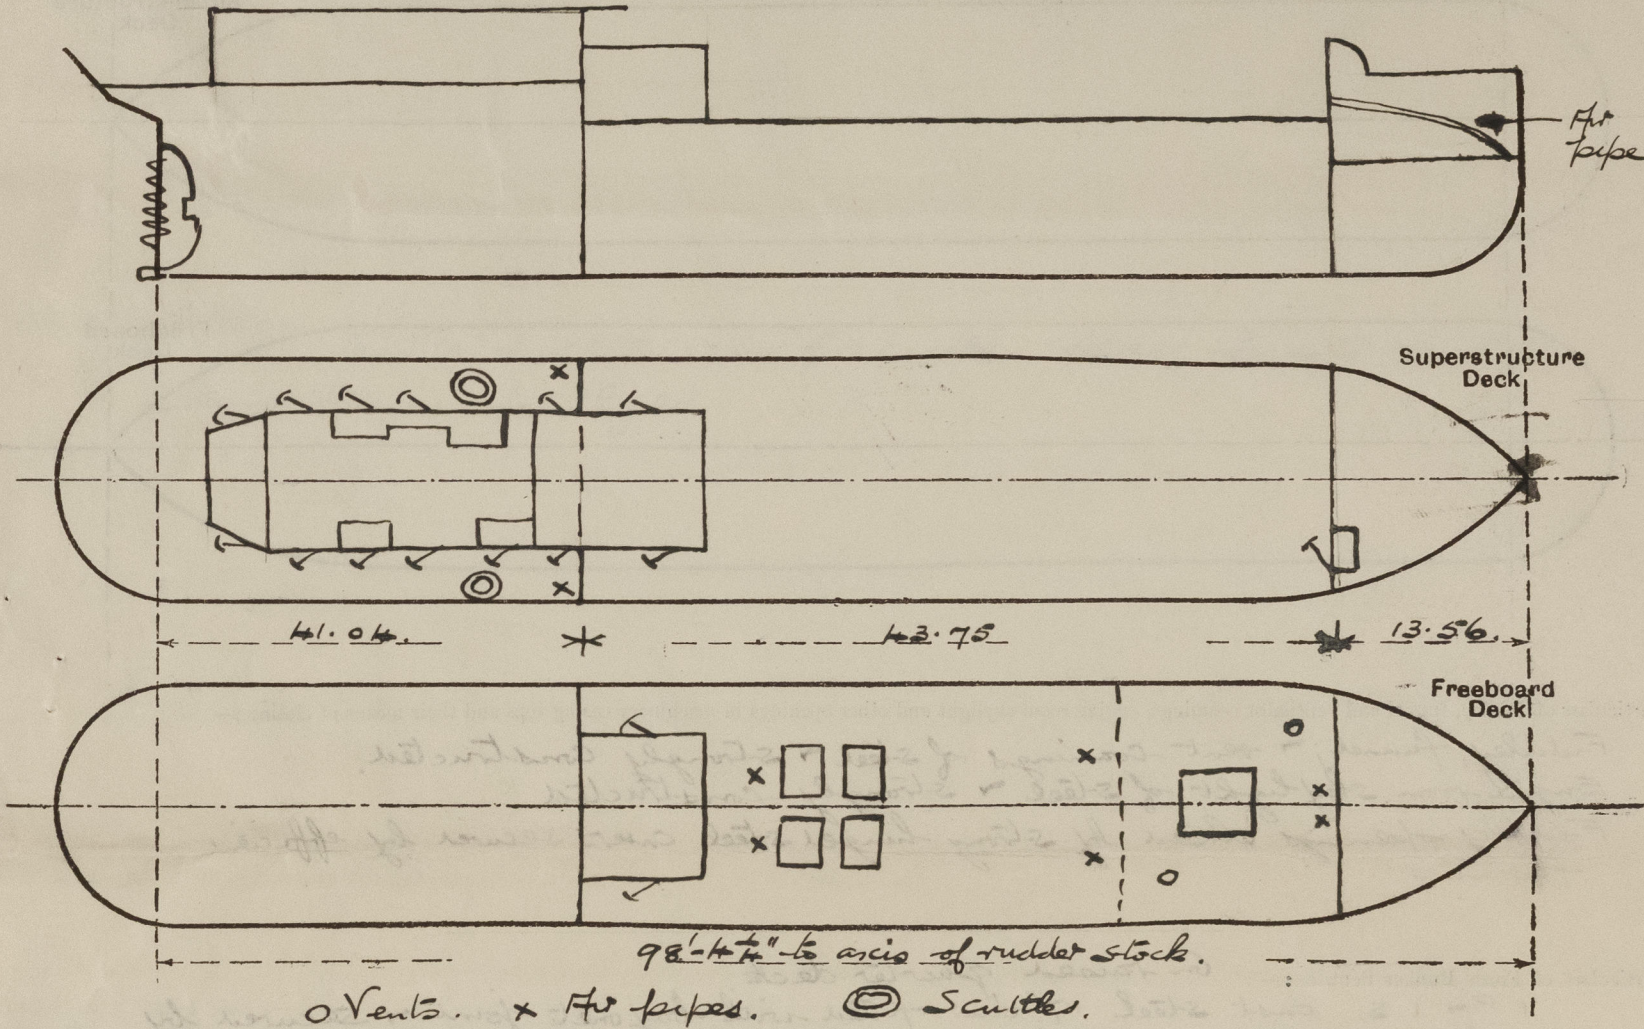 Air
pipe
Superstructure
Deck
41.04.
43.75
13.56.
Freeboard
Deck
98'-4¼" to axis of rudder stock.
o Vents. x Air pipes. ◎ Scuttles.